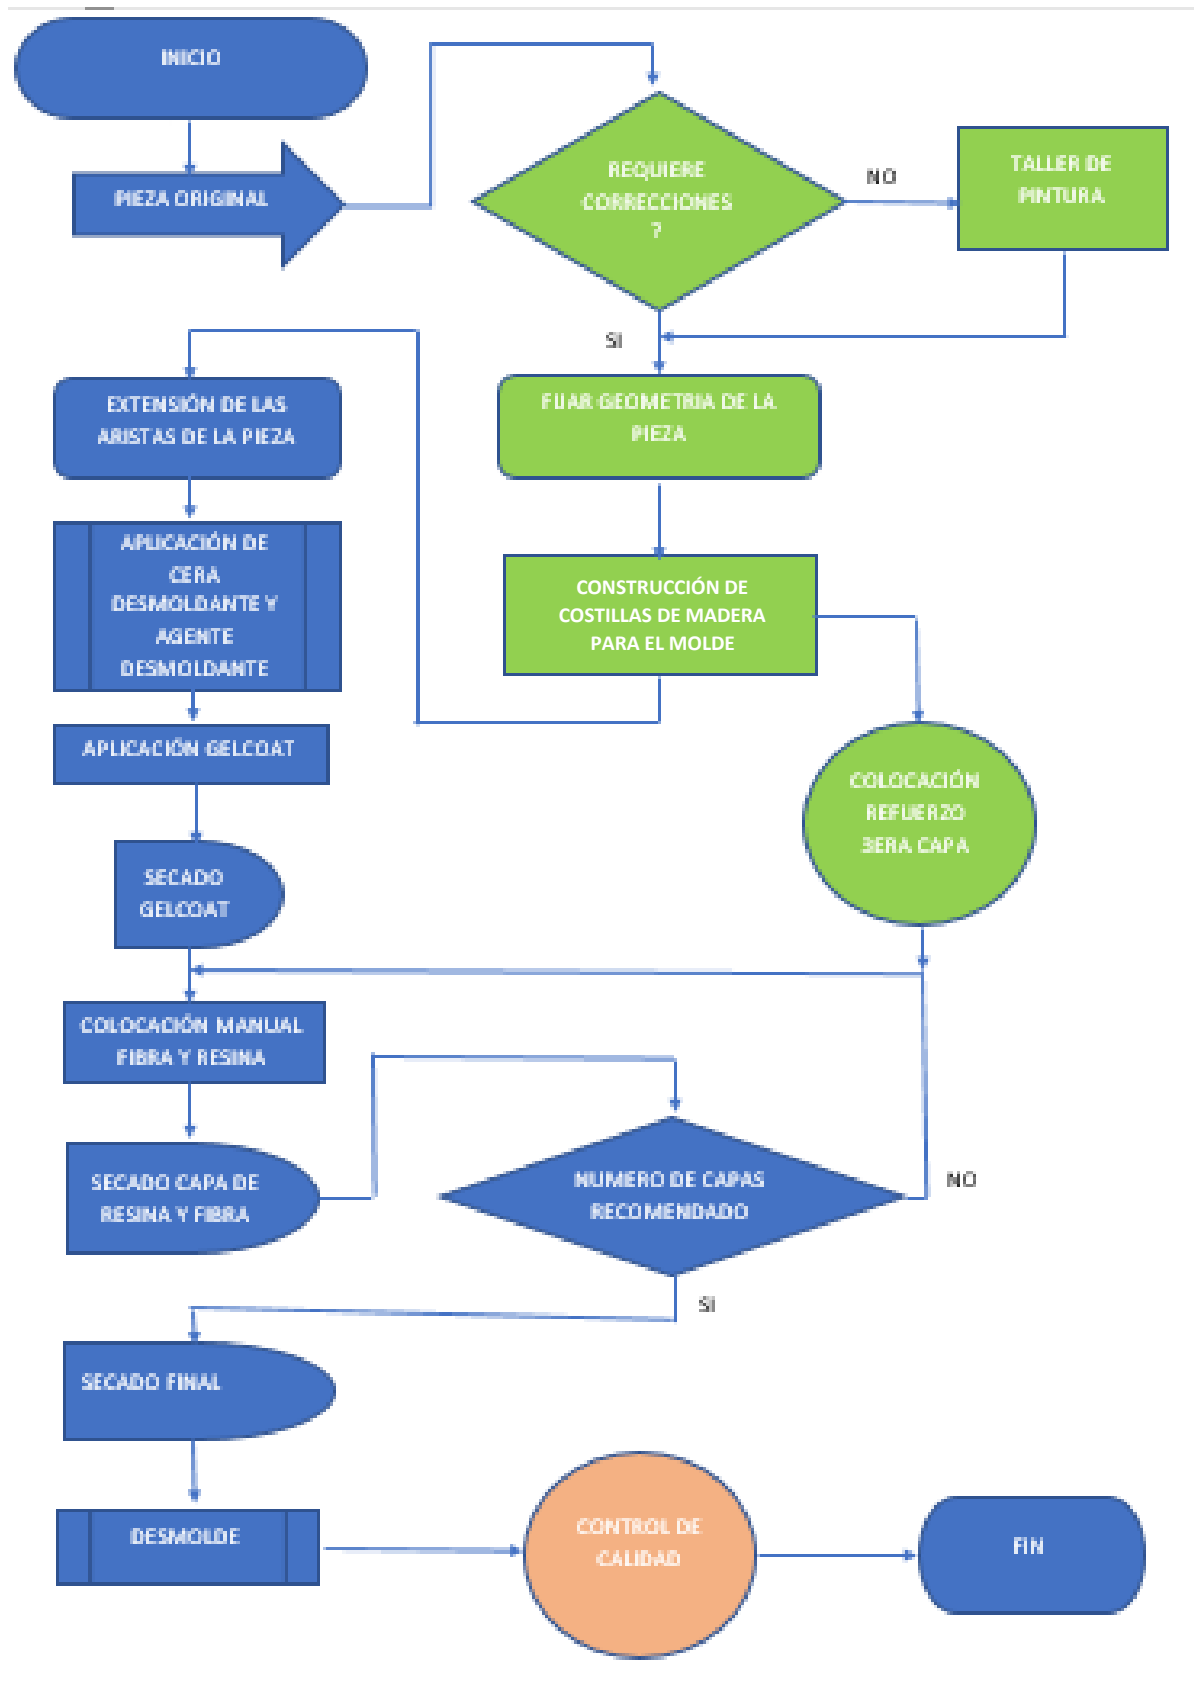 INICIO
PIEZA ORIGINAL
REQUIERE
CORRECCIONES
?
NO
TALLER DE
PINTURA
SI
FIJAR GEOMETRIA DE LA
PIEZA
CONSTRUCCIÓN DE
COSTILLAS DE MADERA
PARA EL MOLDE
EXTENSIÓN DE LAS
ARISTAS DE LA PIEZA
APLICACIÓN DE
CERA
DESMOLDANTE Y
AGENTE
DESMOLDANTE
APLICACIÓN GELCOAT
SECADO
GELCOAT
COLOCACIÓN
REFUERZO
3ERA CAPA
COLOCACIÓN MANUAL
FIBRA Y RESINA
SECADO CAPA DE
RESINA Y FIBRA
NUMERO DE CAPAS
RECOMENDADO
NO
SI
SECADO FINAL
DESMOLDE
CONTROL DE
CALIDAD
FIN